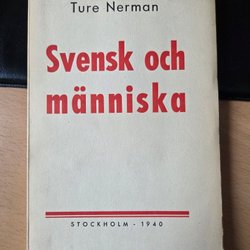 Ture Nerman
Svensk och
människa
STOCKHOLM · 1940